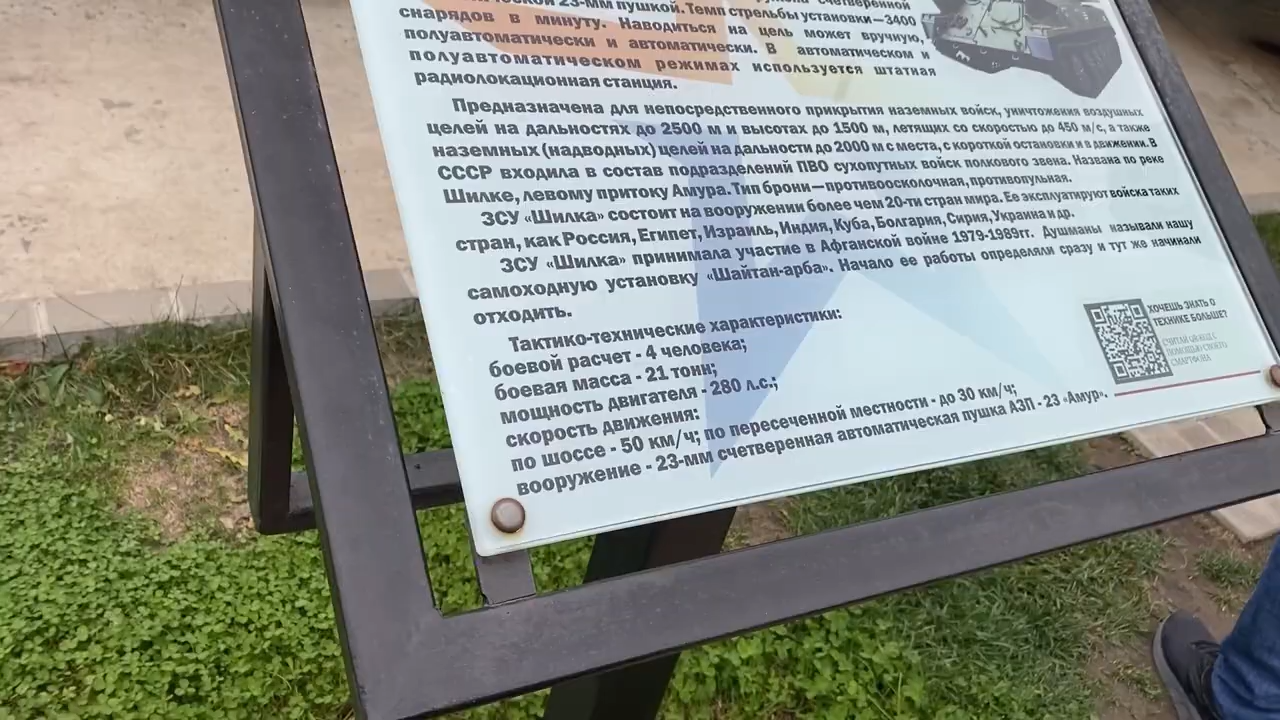 23-мм пушкой. Темп стрельбы установки—3400
снарядов в минуту. Наводиться на цель может вручную,
полуавтоматически и автоматически. В автоматическом и
полуавтоматическом режимах используется штатная
радиолокационная станция.
Предназначена для непосредственного прикрытия наземных войск, уничтожения воздушных
целей на дальностях до 2500 м и высотах до 1500 м, летящих со скоростью до 450 м/с, а также
наземных (надводных) целей на дальности до 2000 м с места, с короткой остановки и в движении. В
СССР входила в состав подразделений ПВО сухопутных войск полкового звена. Названа по реке
Шилке, левому притоку Амура. Тип брони—противоосколочная, противопульная.
ЗСУ «Шилка» состоит на вооружении более чем 20-ти стран мира. Ее эксплуатируют войска таких
стран, как Россия, Египет, Израиль, Индия, Куба, Болгария, Сирия, Украина и др.
ЗСУ «Шилка» принимала участие в Афганской войне 1979-1989гг. Душманы называли нашу
самоходную установку «Шайтан-арба». Начало ее работы определяли сразу и тут же начинали
отходить.
Тактико-технические характеристики:
боевой расчет - 4 человека;
боевая масса - 21 тонн;
мощность двигателя - 280 л.с.;
скорость движения:
по шоссе - 50 км/ч; по пересеченной местности - до 30 км/ч;
вооружение - 23-мм счетверенная автоматическая пушка АЗП - 23 «Амур».
ХОЧЕШЬ ЗНАТЬ О
ТЕХНИКЕ БОЛЬШЕ?
СЧИТАЙ QR-КОД С
ПОМОЩЬЮ СВОЕГО
СМАРТФОНА